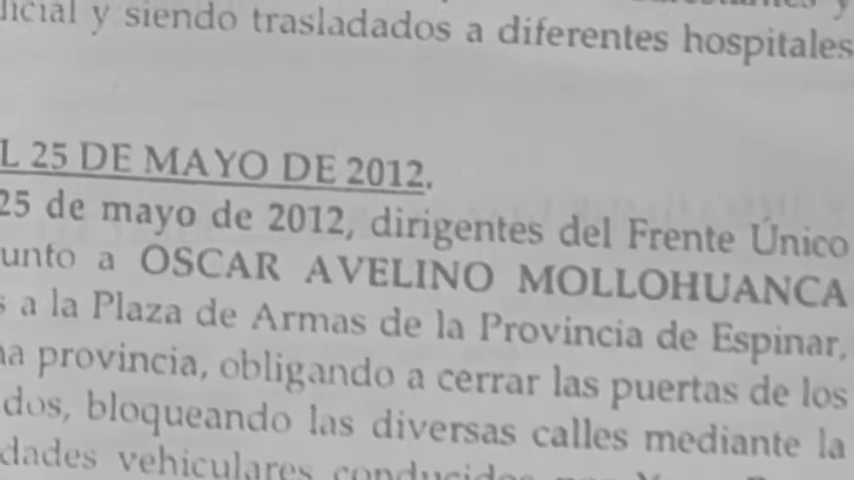 y siendo trasladados a diferentes hospitales
L 25 DE MAYO DE 2012.
25 de mayo de 2012, dirigentes del Frente Único
unto a OSCAR AVELINO MOLLOHUANCA
s a la Plaza de Armas de la Provincia de Espinar,
na provincia, obligando a cerrar las puertas de los
dos, bloqueando las diversas calles mediante la
dades vehiculares